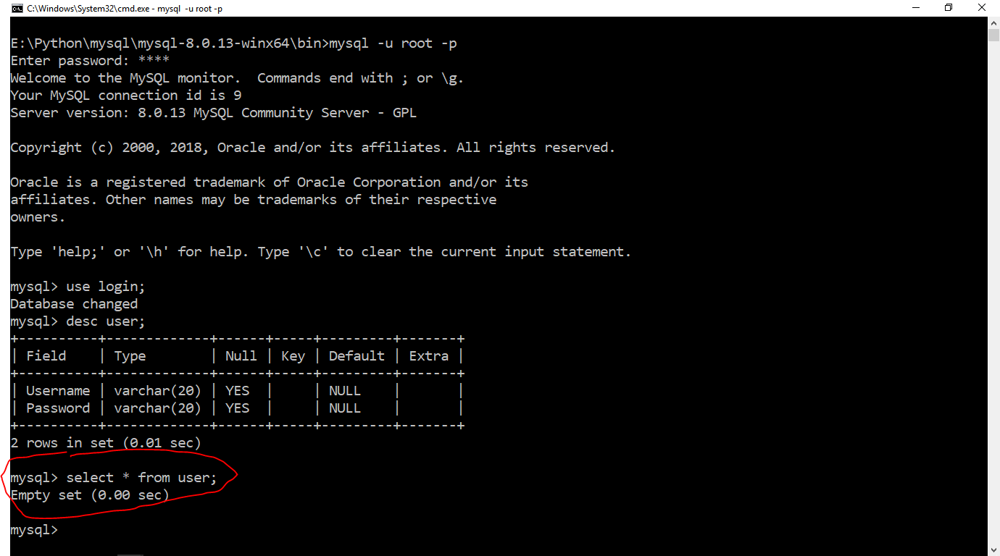 C:\Windows\System32\cmd.exe - mysql  -u root -p
E:\Python\mysql\mysql-8.0.13-winx64\bin>mysql -u root -p
Enter password: ****
Welcome to the MySQL monitor.  Commands end with ; or \g.
Your MySQL connection id is 9
Server version: 8.0.13 MySQL Community Server - GPL
Copyright (c) 2000, 2018, Oracle and/or its affiliates. All rights reserved.
Oracle is a registered trademark of Oracle Corporation and/or its
affiliates. Other names may be trademarks of their respective
owners.
Type 'help;' or '\h' for help. Type '\c' to clear the current input statement.
mysql> use login;
Database changed
mysql> desc user;
+----------+-------------+------+-----+---------+-------+
| Field    | Type        | Null | Key | Default | Extra |
+----------+-------------+------+-----+---------+-------+
| Username | varchar(20) | YES  |     | NULL    |       |
| Password | varchar(20) | YES  |     | NULL    |       |
+----------+-------------+------+-----+---------+-------+
2 rows in set (0.01 sec)
mysql> select * from user;
Empty set (0.00 sec)
mysql>